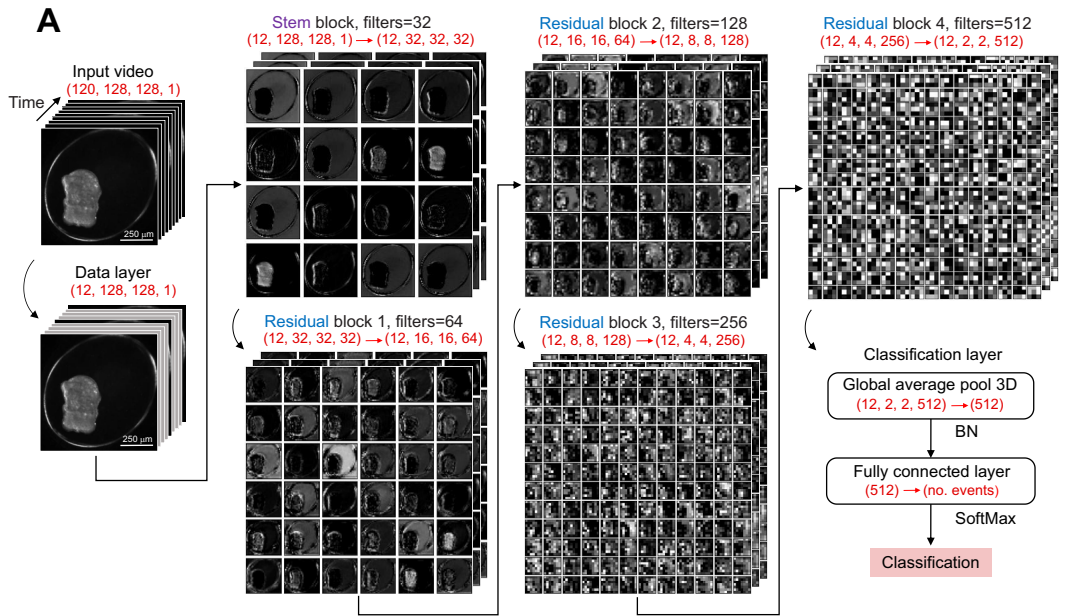 A
Input video
(120, 128, 128, 1)
Time
250 µm
Data layer
(12, 128, 128, 1)
250 µm
Stem block, filters=32
(12, 128, 128, 1) → (12, 32, 32, 32)
Residual block 1, filters=64
(12, 32, 32, 32) → (12, 16, 16, 64)
Residual block 2, filters=128
(12, 16, 16, 64) → (12, 8, 8, 128)
Residual block 3, filters=256
(12, 8, 8, 128) → (12, 4, 4, 256)
Residual block 4, filters=512
(12, 4, 4, 256) → (12, 2, 2, 512)
Classification layer
Global average pool 3D
(12, 2, 2, 512) → (512)
BN
Fully connected layer
(512) → (no. events)
SoftMax
Classification